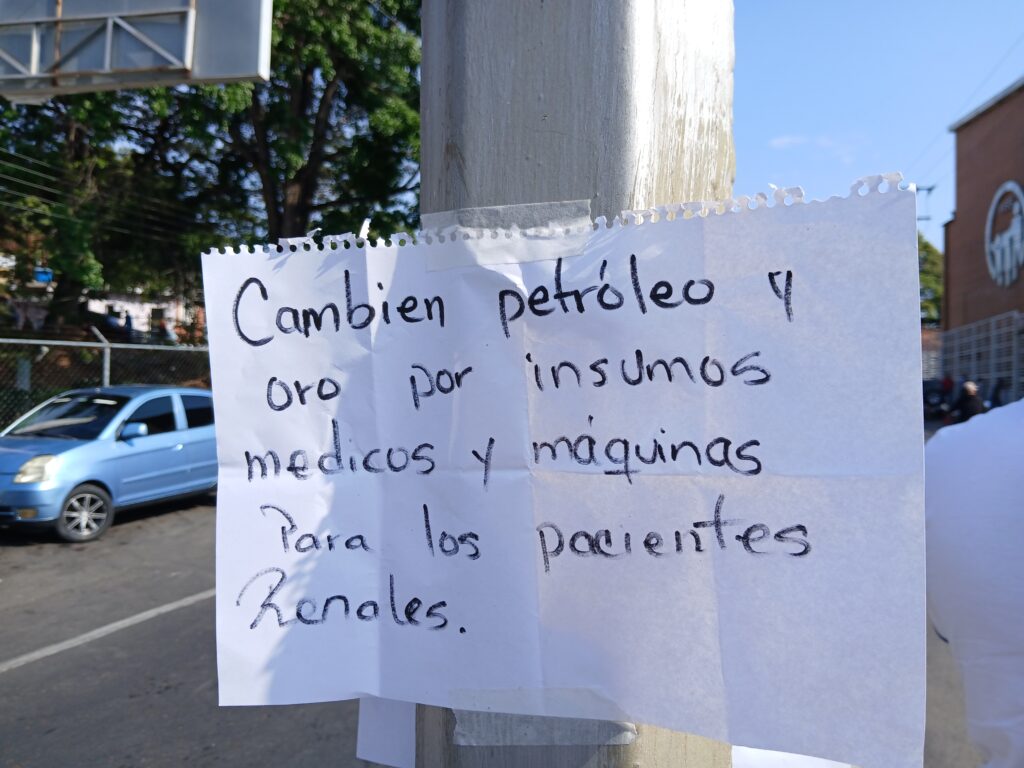 Cambien petróleo y
oro por insumos
medicos y máquinas
Para los pacientes
Renales.